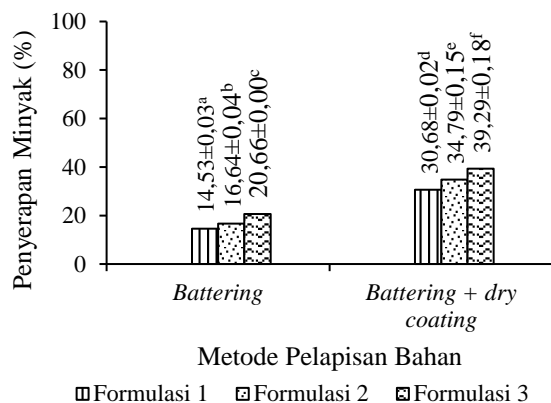 100
80
60
40
20
0
Penyerapan Minyak (%)
14,53±0,03ᵃ
16,64±0,04ᵇ
20,66±0,00ᶜ
30,68±0,02ᵈ
34,79±0,15ᵉ
39,29±0,18ᶠ
Battering
Battering + dry
coating
Metode Pelapisan Bahan
Formulasi 1 Formulasi 2 Formulasi 3